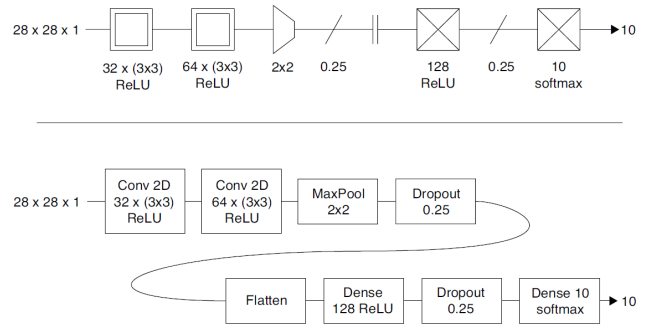 28 x 28 x 1
10
32 x (3x3)
ReLU
64 x (3x3)
ReLU
2x2
0.25
128
ReLU
0.25
10
softmax
28 x 28 x 1
Conv 2D
32 x (3x3)
ReLU
Conv 2D
64 x (3x3)
ReLU
MaxPool
2x2
Dropout
0.25
Flatten
Dense
128 ReLU
Dropout
0.25
Dense 10
softmax
10